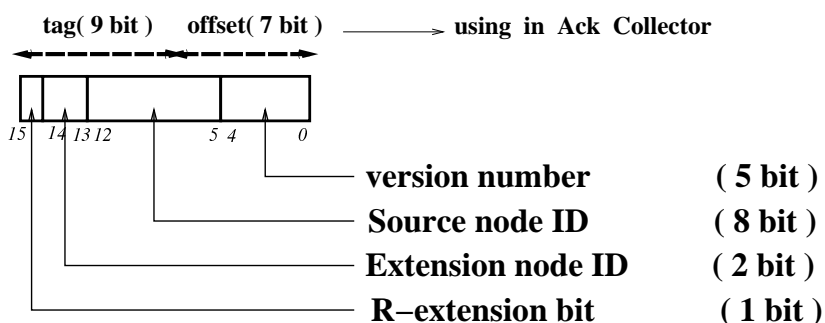 tag( 9 bit ) offset( 7 bit ) using in Ack Collector
15 14 13 12 5 4 0
version number ( 5 bit )
Source node ID ( 8 bit )
Extension node ID ( 2 bit )
R−extension bit ( 1 bit )